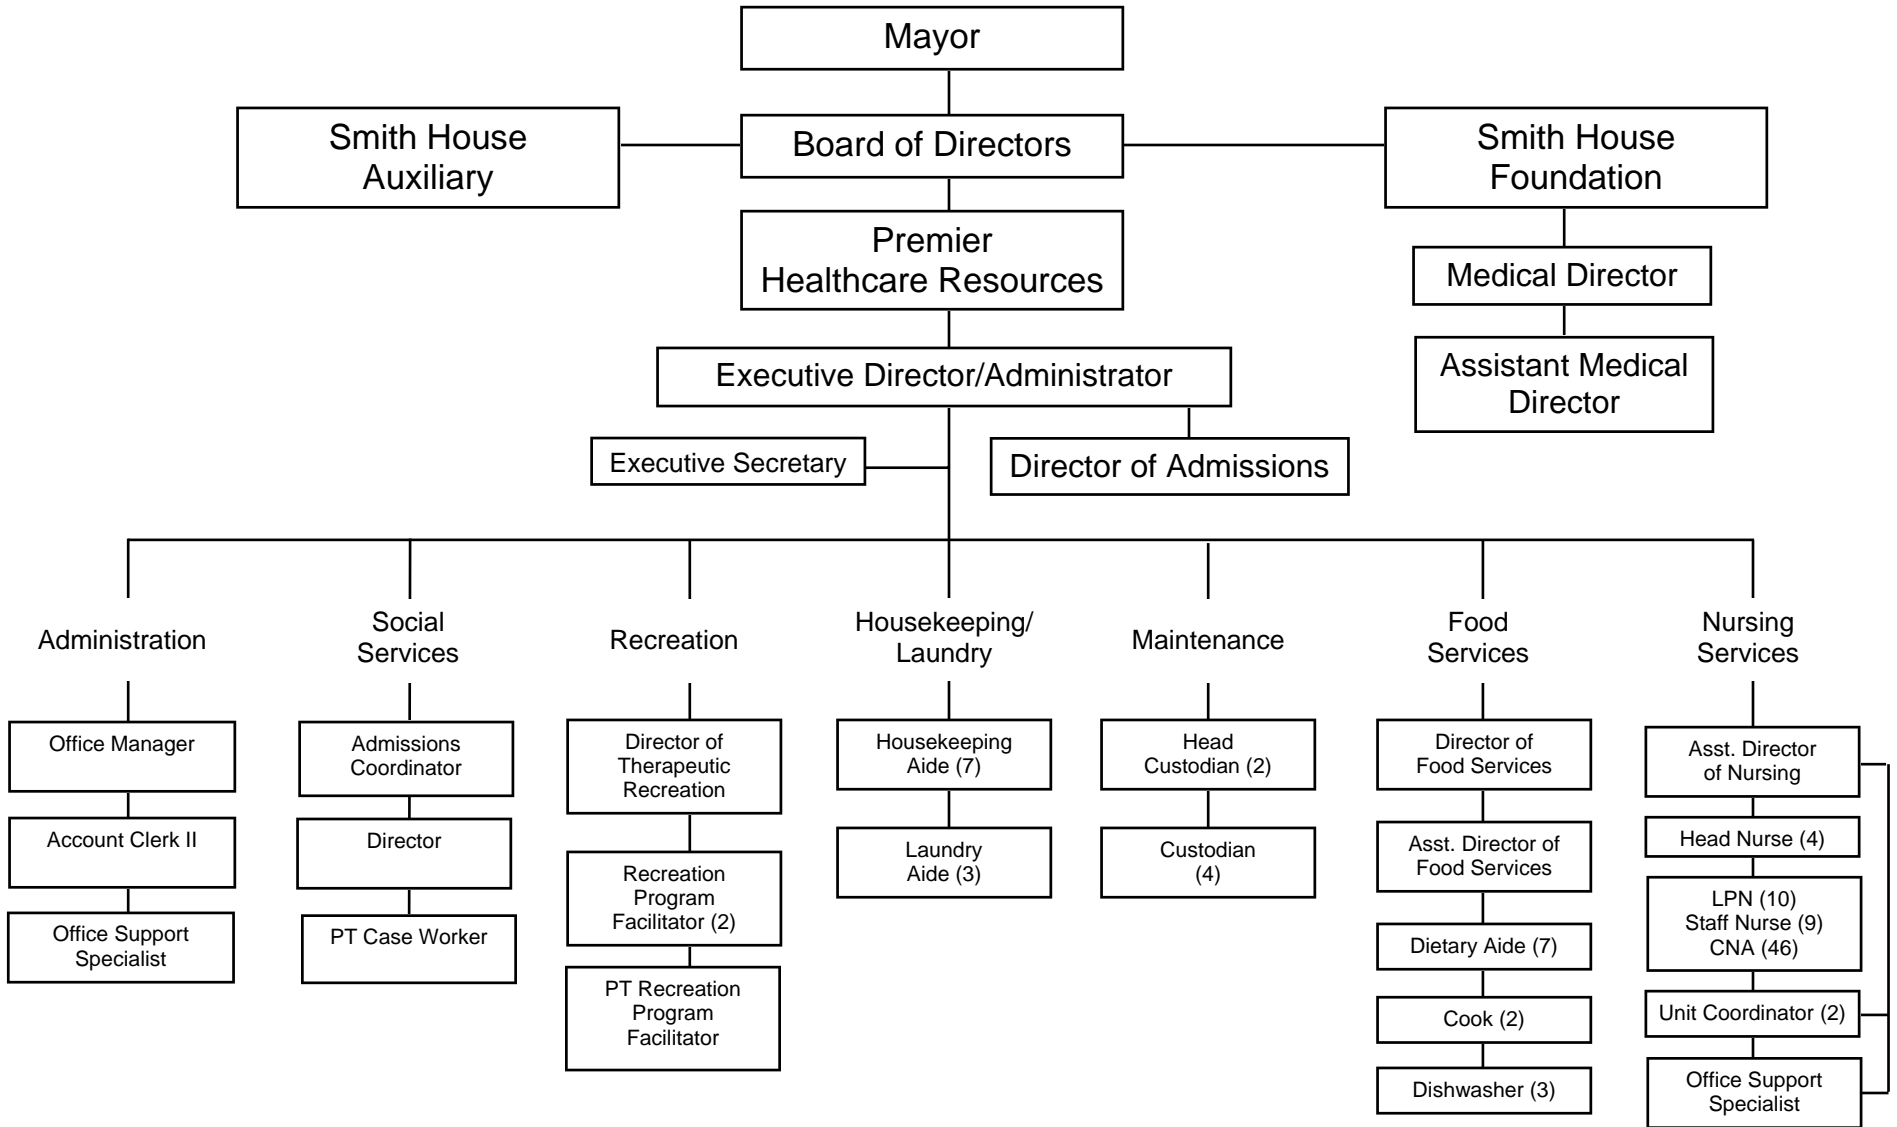 Mayor
Smith House
Auxiliary
Board of Directors
Smith House
Foundation
Premier
Healthcare Resources
Medical Director
Executive Director/Administrator
Assistant Medical
Director
Executive Secretary
Director of Admissions
Administration
Social
Services
Recreation
Housekeeping/
Laundry
Maintenance
Food
Services
Nursing
Services
Office Manager
Account Clerk II
Office Support
Specialist
Admissions
Coordinator
Director
PT Case Worker
Director of
Therapeutic
Recreation
Recreation
Program
Facilitator (2)
PT Recreation
Program
Facilitator
Housekeeping
Aide (7)
Laundry
Aide (3)
Head
Custodian (2)
Custodian
(4)
Director of
Food Services
Asst. Director of
Food Services
Dietary Aide (7)
Cook (2)
Dishwasher (3)
Asst. Director
of Nursing
Head Nurse (4)
LPN (10)
Staff Nurse (9)
CNA (46)
Unit Coordinator (2)
Office Support
Specialist